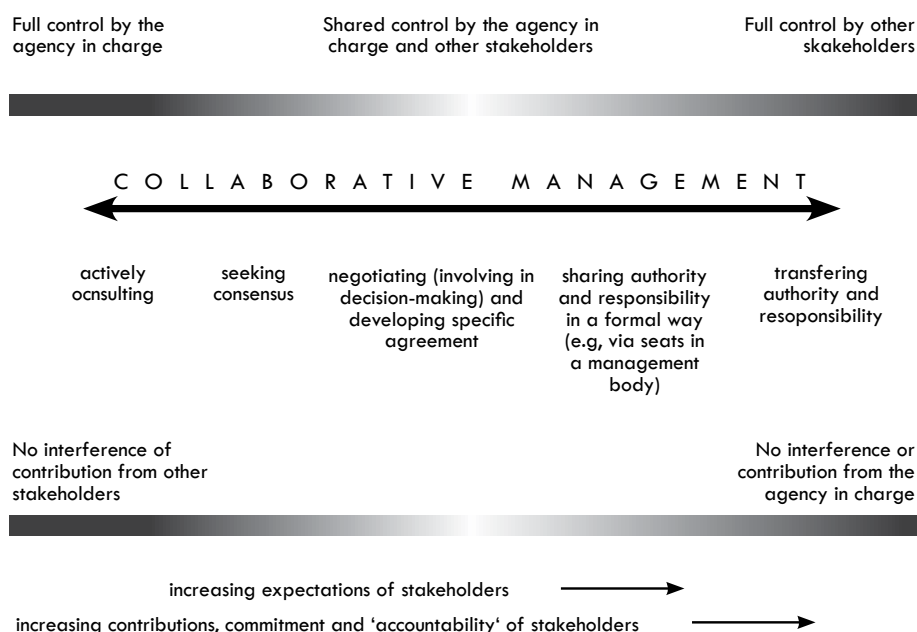 Full control by the
agency in charge
Shared control by the agency in
charge and other stakeholders
Full control by other
skakeholders
COLLABORATIVE MANAGEMENT
actively
ocnsulting
seeking
consensus
negotiating (involving in
decision-making) and
developing specific
agreement
sharing authority
and responsibility
in a formal way
(e.g, via seats in
a management
body)
transfering
authority and
resoponsibility
No interference of
contribution from other
stakeholders
No interference or
contribution from the
agency in charge
increasing expectations of stakeholders
increasing contributions, commitment and ‘accountability‘ of stakeholders